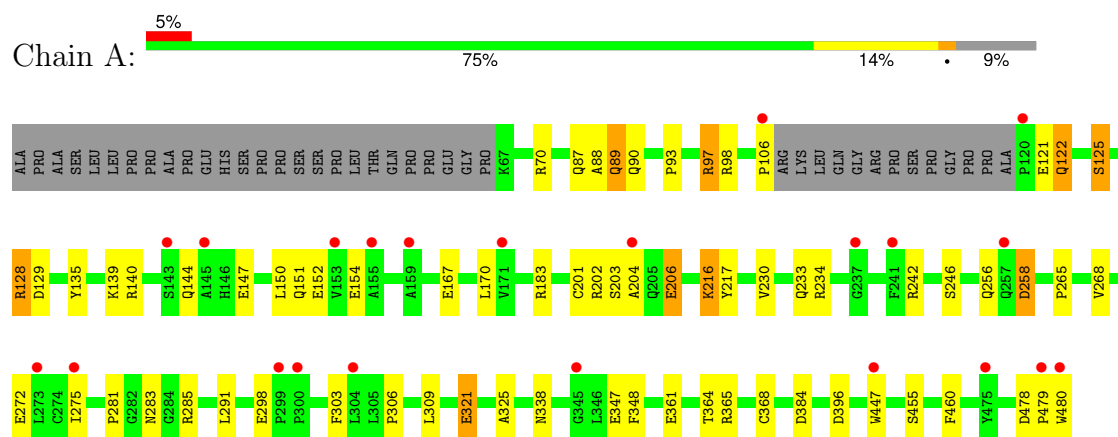 5%
Chain A:
75% 14% • 9%
ALA PRO ALA SER LEU LEU PRO PRO ALA PRO GLU HIS SER PRO PRO SER SER PRO LEU THR GLN PRO PRO GLU GLY PRO K67 R70 Q87 A88 Q89 Q90 P93 R97 R98 P106 ARG LYS LEU GLN GLY ARG PRO SER PRO GLY PRO PRO ALA P120 E121 Q122 S125
R128 D129 Y135 K139 R140 S143 Q144 A145 H146 E147 L150 Q151 E152 V153 E154 A155 A159 E167 L170 V171 R183 C201 R202 S203 A204 Q205 E206 K216 Y217 V230 Q233 R234 G237 F241 R242 S246 Q256 Q257 D258 P265 V268
E272 L273 C274 I275 P281 G282 N283 G284 R285 L291 E298 P299 P300 F303 L304 L305 P306 L309 E321 A325 N338 G345 L346 E347 F348 E361 T364 R365 C368 D384 D396 W447 S455 F460 Y475 D478 P479 W480